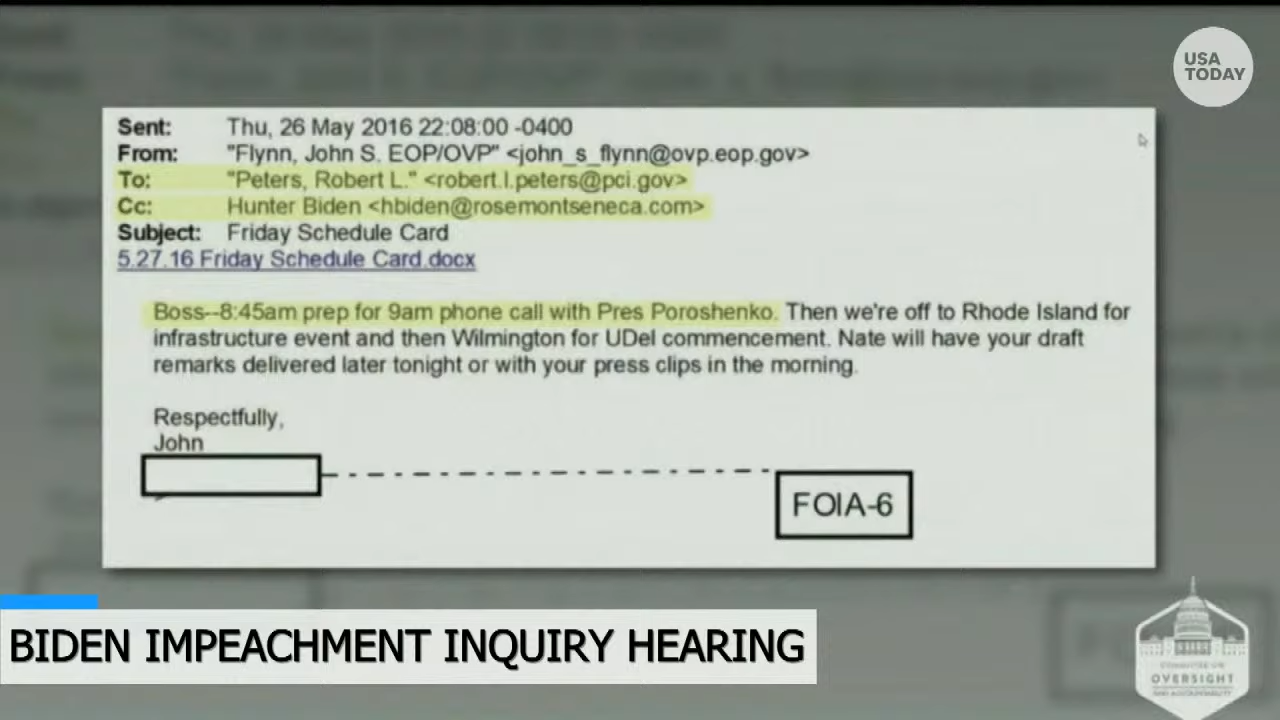 USA
TODAY
Sent: Thu, 26 May 2016 22:08:00 -0400
From: "Flynn, John S. EOP/OVP" <john_s_flynn@ovp.eop.gov>
To: "Peters, Robert L." <robert.l.peters@pci.gov>
Cc: Hunter Biden <hbiden@rosemontseneca.com>
Subject: Friday Schedule Card
5.27.16 Friday Schedule Card.docx
Boss--8:45am prep for 9am phone call with Pres Poroshenko. Then we're off to Rhode Island for
infrastructure event and then Wilmington for UDel commencement. Nate will have your draft
remarks delivered later tonight or with your press clips in the morning.
Respectfully,
John
FOIA-6
BIDEN IMPEACHMENT INQUIRY HEARING
COMMITTEE ON
OVERSIGHT
AND ACCOUNTABILITY